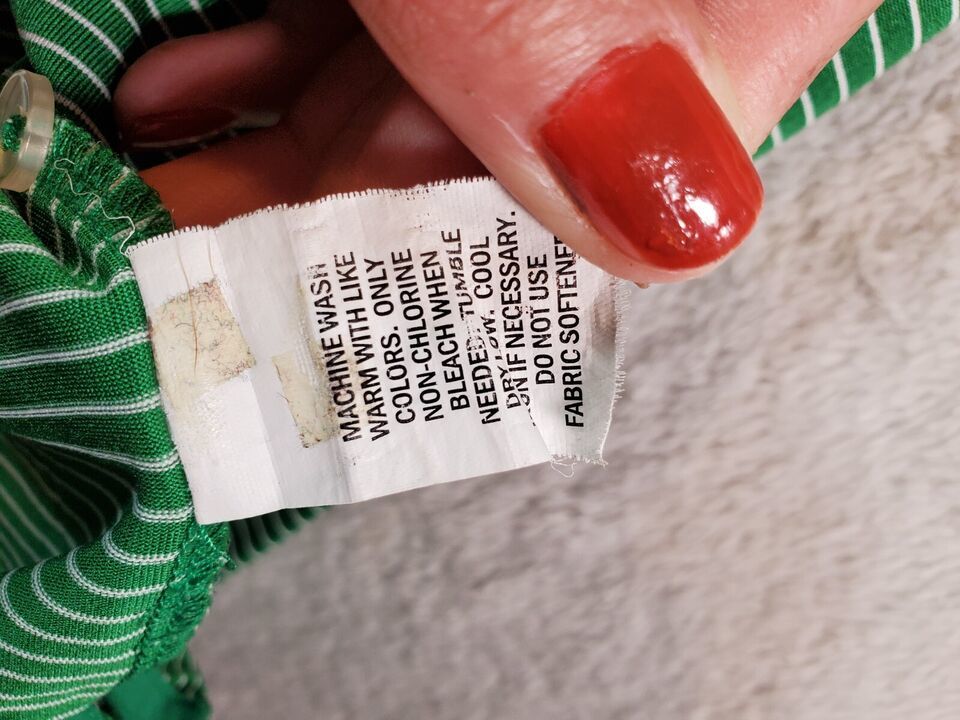 MACHINE WASH
WARM WITH LIKE
COLORS. ONLY
NON-CHLORINE
BLEACH WHEN
NEEDED. TUMBLE
DRY LOW. COOL
IRON IF NECESSARY.
DO NOT USE
FABRIC SOFTENER